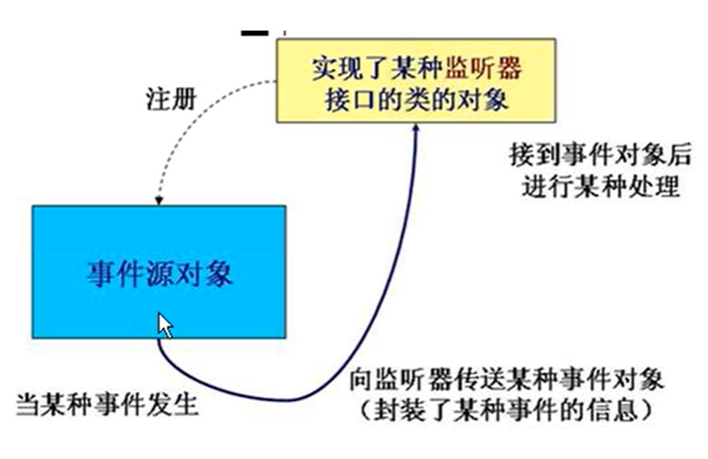 实现了某种监听器
接口的类的对象
注册
接到事件对象后
进行某种处理
事件源对象
当某种事件发生
向监听器传送某种事件对象
（封装了某种事件的信息）